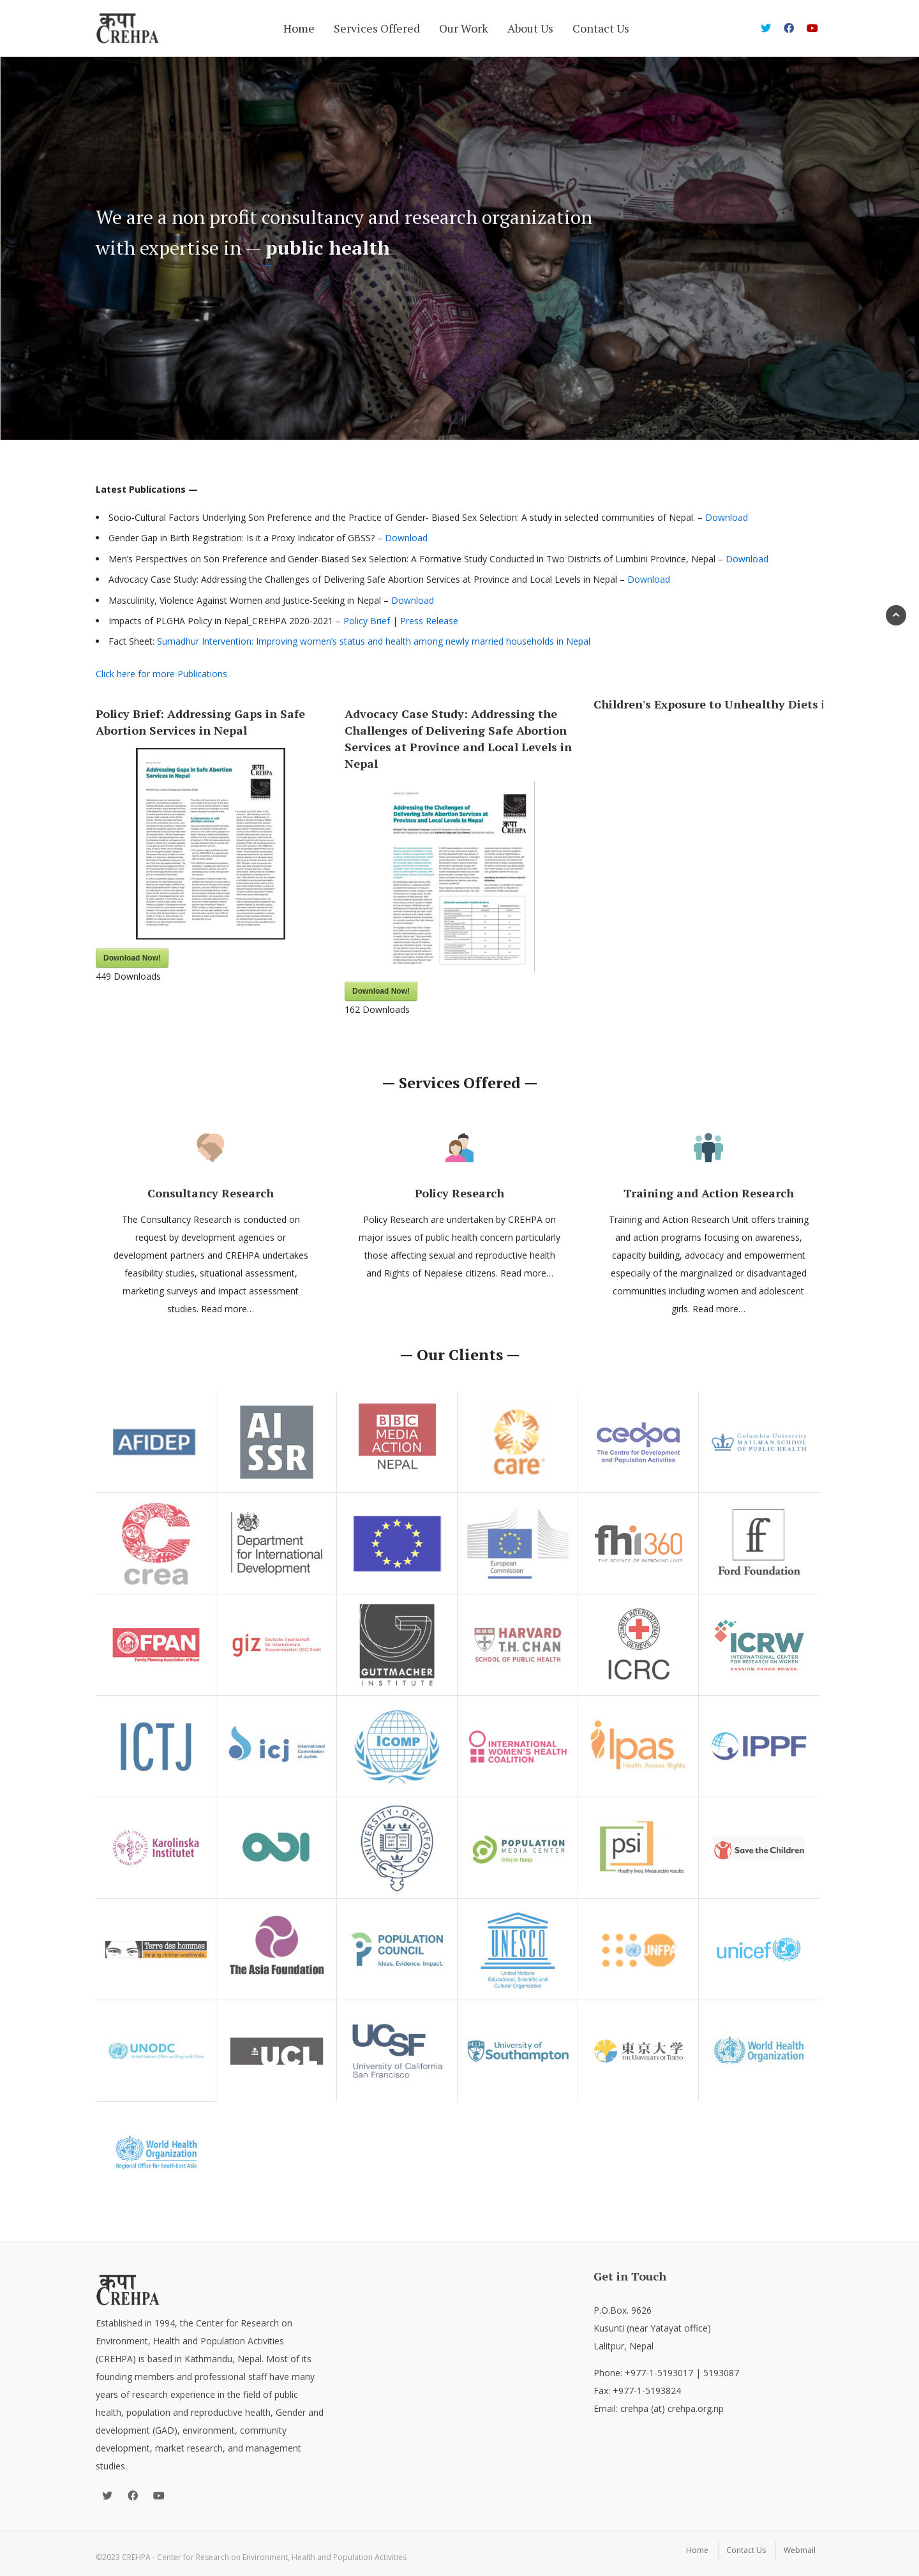 कपा
CREHPA
Home Services Offered Our Work About Us Contact Us
We are a non profit consultancy and research organization
with expertise in — public health
Latest Publications —
• Socio-Cultural Factors Underlying Son Preference and the Practice of Gender- Biased Sex Selection: A study in selected communities of Nepal. – Download
• Gender Gap in Birth Registration: Is it a Proxy Indicator of GBSS? – Download
• Men’s Perspectives on Son Preference and Gender-Biased Sex Selection: A Formative Study Conducted in Two Districts of Lumbini Province, Nepal – Download
• Advocacy Case Study: Addressing the Challenges of Delivering Safe Abortion Services at Province and Local Levels in Nepal – Download
• Masculinity, Violence Against Women and Justice-Seeking in Nepal – Download
• Impacts of PLGHA Policy in Nepal_CREHPA 2020-2021 – Policy Brief | Press Release
• Fact Sheet: Sumadhur Intervention: Improving women’s status and health among newly married households in Nepal
Click here for more Publications
Policy Brief: Addressing Gaps in Safe
Abortion Services in Nepal
Addressing Gaps in Safe Abortion
Services in Nepal
कपा
CREHPA
Download Now!
449 Downloads
Advocacy Case Study: Addressing the
Challenges of Delivering Safe Abortion
Services at Province and Local Levels in
Nepal
Addressing the Challenges of
Delivering Safe Abortion Services at
Province and Local Levels in Nepal
कपा
CREHPA
Download Now!
162 Downloads
Children's Exposure to Unhealthy Diets i
— Services Offered —
Consultancy Research
The Consultancy Research is conducted on
request by development agencies or
development partners and CREHPA undertakes
feasibility studies, situational assessment,
marketing surveys and impact assessment
studies. Read more…
Policy Research
Policy Research are undertaken by CREHPA on
major issues of public health concern particularly
those affecting sexual and reproductive health
and Rights of Nepalese citizens. Read more…
Training and Action Research
Training and Action Research Unit offers training
and action programs focusing on awareness,
capacity building, advocacy and empowerment
especially of the marginalized or disadvantaged
communities including women and adolescent
girls. Read more…
— Our Clients —
AFIDEP
AI
SSR
BBC
MEDIA
ACTION
NEPAL
care
cedpa
The Centre for Development
and Population Activities
Columbia University
MAILMAN SCHOOL
OF PUBLIC HEALTH
crea
Department
for International
Development
European
Commission
fhi360
THE SCIENCE OF IMPROVING LIVES
ff
Ford Foundation
FPAN
Family Planning Association of Nepal
giz Deutsche Gesellschaft
für Internationale
Zusammenarbeit (GIZ) GmbH
GUTTMACHER
INSTITUTE
HARVARD
T.H. CHAN
SCHOOL OF PUBLIC HEALTH
COMITE INTERNATIONAL
GENEVE
ICRC
ICRW
INTERNATIONAL CENTER
FOR RESEARCH ON WOMEN
PASSION. PROOF. POWER.
ICTJ
icj International
Commission
of Jurists
ICOMP
INTERNATIONAL
WOMEN'S HEALTH
COALITION
Ipas
Health. Access. Rights.
IPPF
Karolinska
Institutet
ODI
UNIVERSITY OF OXFORD
POPULATION
MEDIA CENTER
Acting for Change
psi
Healthy lives. Measurable results.
Save the Children
Terre des hommes
Helping children worldwide.
The Asia Foundation
POPULATION
COUNCIL
Ideas. Evidence. Impact.
UNESCO
United Nations
Educational, Scientific and
Cultural Organization
UNFPA
unicef
UNODC
United Nations Office on Drugs and Crime
UCL
UCSF
University of California
San Francisco
University of
Southampton
東京大学
THE UNIVERSITY OF TOKYO
World Health
Organization
World Health
Organization
Regional Office for South-East Asia
कपा
CREHPA
Established in 1994, the Center for Research on
Environment, Health and Population Activities
(CREHPA) is based in Kathmandu, Nepal. Most of its
founding members and professional staff have many
years of research experience in the field of public
health, population and reproductive health, Gender and
development (GAD), environment, community
development, market research, and management
studies.
Get in Touch
P.O.Box. 9626
Kusunti (near Yatayat office)
Lalitpur, Nepal
Phone: +977-1-5193017 | 5193087
Fax: +977-1-5193824
Email: crehpa (at) crehpa.org.np
©2023 CREHPA - Center for Research on Environment, Health and Population Activities
Home Contact Us Webmail